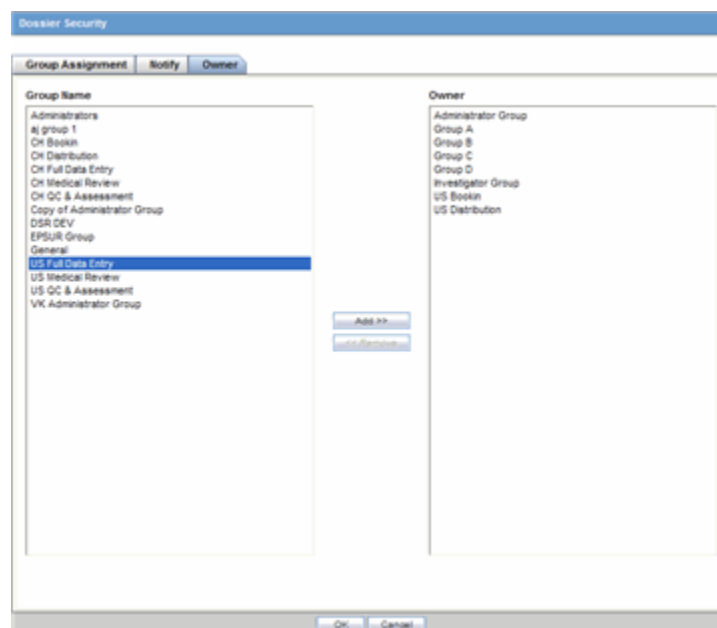 Dossier Security
Group Assignment Notify Owner
Group Name
Administrators
aj group 1
CH Bookin
CH Distribution
CH Full Data Entry
CH Medical Review
CH QC & Assessment
Copy of Administrator Group
DSR DEV
EPSUR Group
General
US Full Data Entry
US Medical Review
US QC & Assessment
VK Administrator Group
Add >>
<< Remove
Owner
Administrator Group
Group A
Group B
Group C
Group D
Investigator Group
US Bookin
US Distribution
OK Cancel